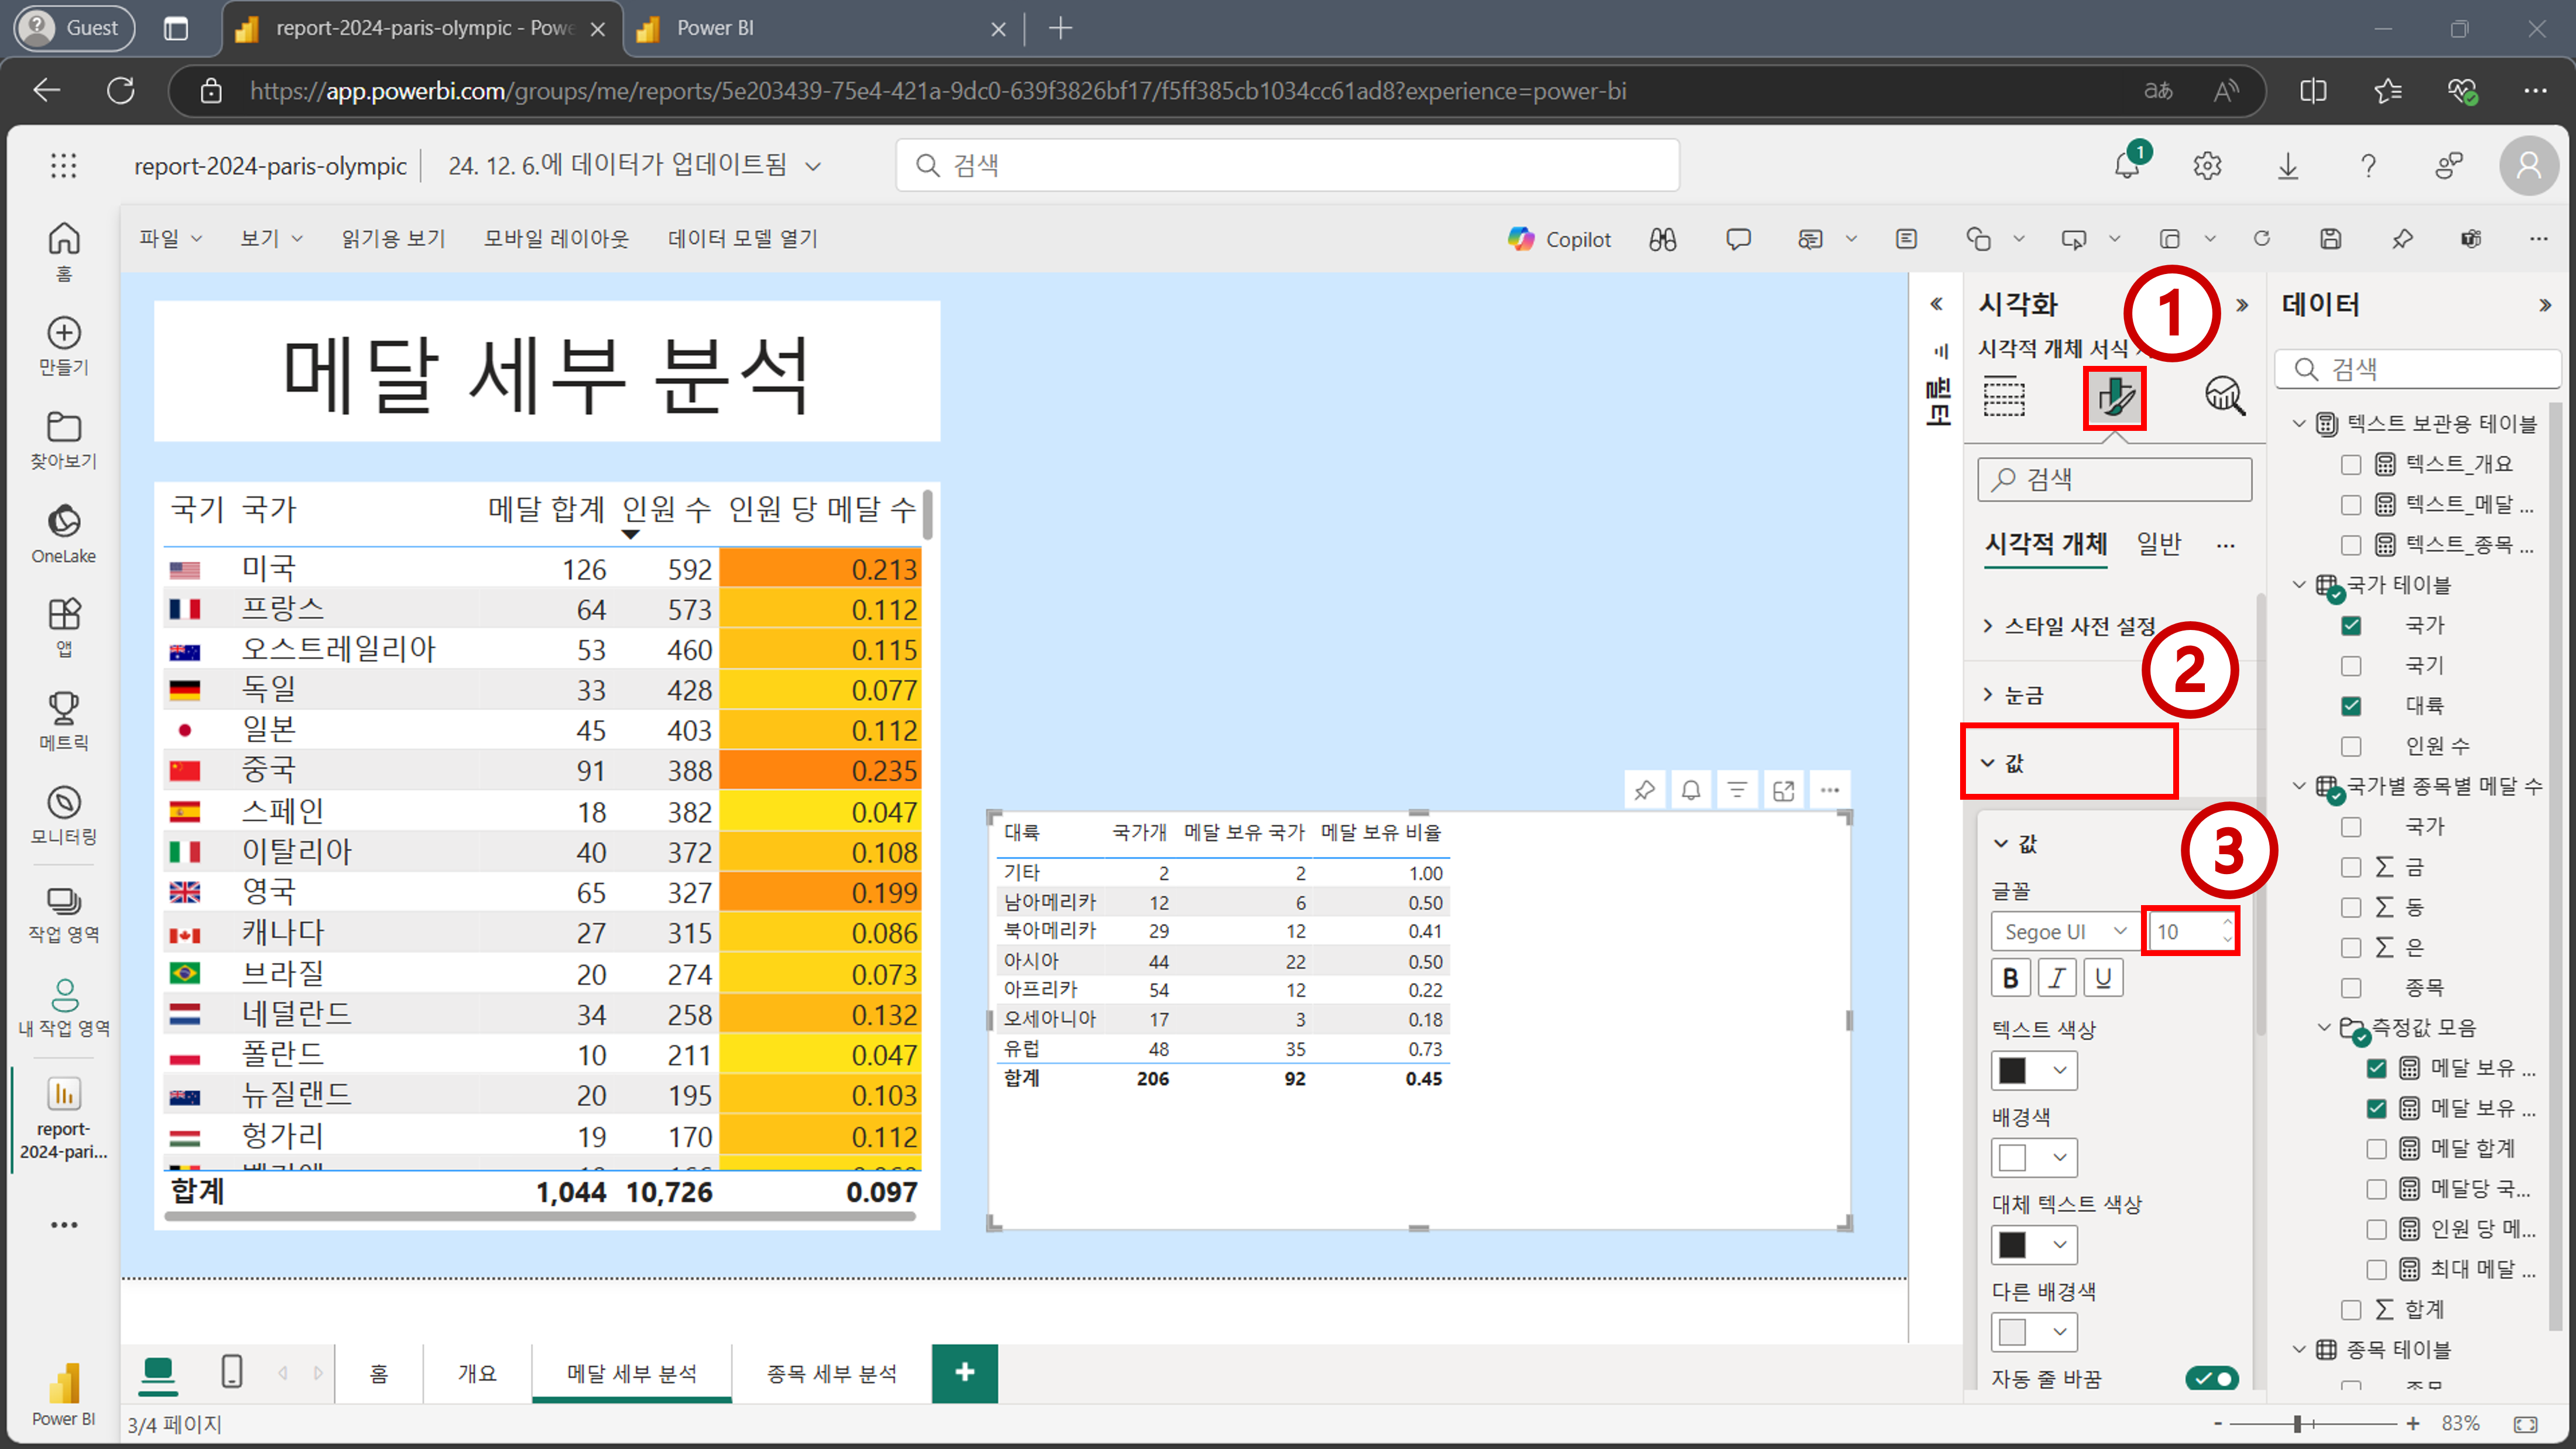 Guest
report-2024-paris-olympic - Powe
Power BI
https://app.powerbi.com/groups/me/reports/5e203439-75e4-421a-9dc0-639f3826bf17/f5ff385cb1034cc61ad8?experience=power-bi
report-2024-paris-olympic
24. 12. 6.에 데이터가 업데이트됨
검색
1
파일
보기
읽기용 보기
모바일 레이아웃
데이터 모델 열기
Copilot
홈
만들기
찾아보기
OneLake
앱
메트릭
모니터링
작업 영역
내 작업 영역
report-
2024-pari...
Power BI
메달 세부 분석
국기 국가 메달 합계 인원 수 인원 당 메달 수
미국 126 592 0.213
프랑스 64 573 0.112
오스트레일리아 53 460 0.115
독일 33 428 0.077
일본 45 403 0.112
중국 91 388 0.235
스페인 18 382 0.047
이탈리아 40 372 0.108
영국 65 327 0.199
캐나다 27 315 0.086
브라질 20 274 0.073
네덜란드 34 258 0.132
폴란드 10 211 0.047
뉴질랜드 20 195 0.103
헝가리 19 170 0.112
합계 1,044 10,726 0.097
대륙 국가개 메달 보유 국가 메달 보유 비율
기타 2 2 1.00
남아메리카 12 6 0.50
북아메리카 29 12 0.41
아시아 44 22 0.50
아프리카 54 12 0.22
오세아니아 17 3 0.18
유럽 48 35 0.73
합계 206 92 0.45
필터
시각화
1
시각적 개체 서식
검색
시각적 개체
일반
...
스타일 사전 설정
2
눈금
값
3
값
글꼴
Segoe UI
10
B I U
텍스트 색상
배경색
대체 텍스트 색상
다른 배경색
자동 줄 바꿈
데이터
검색
텍스트 보관용 테이블
텍스트_개요
텍스트_메달 ...
텍스트_종목 ...
국가 테이블
국가
국기
대륙
인원 수
국가별 종목별 메달 수
국가
∑ 금
∑ 동
∑ 은
종목
측정값 모음
메달 보유 ...
메달 보유 ...
메달 합계
메달당 국...
인원 당 메...
최대 메달 ...
∑ 합계
종목 테이블
홈
개요
메달 세부 분석
종목 세부 분석
+
3/4 페이지
- + 83%